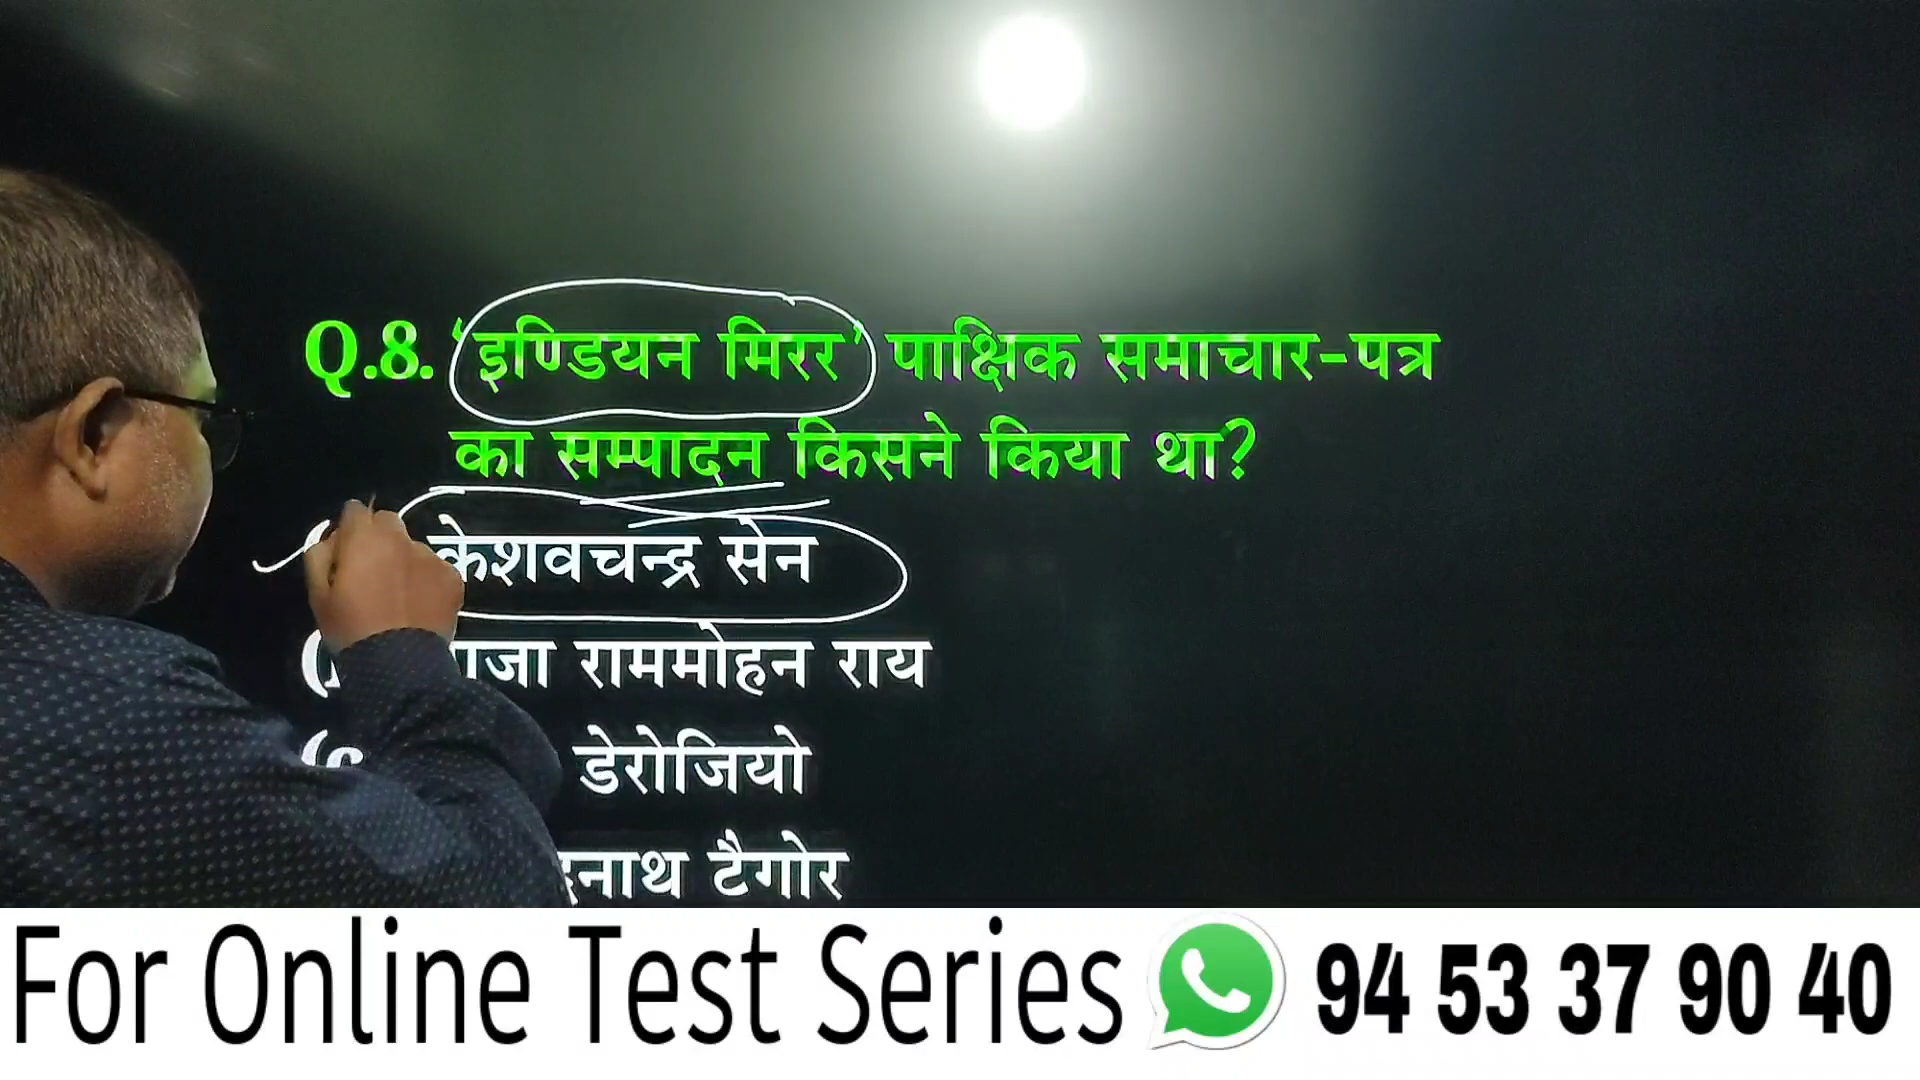 Q.8. 'इण्डियन मिरर' पाक्षिक समाचार-पत्र
का सम्पादन किसने किया था?
केशवचन्द्र सेन
राममोहन राय
डेरोजियो
टैगोर
For Online Test Series 94 53 37 90 40